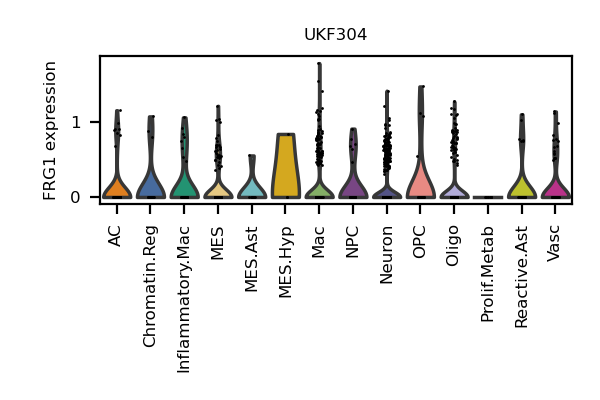 UKF304
FRG1 expression
1
0
AC
Chromatin.Reg
Inflammatory.Mac
MES
MES.Ast
MES.Hyp
Mac
NPC
Neuron
OPC
Oligo
Prolif.Metab
Reactive.Ast
Vasc